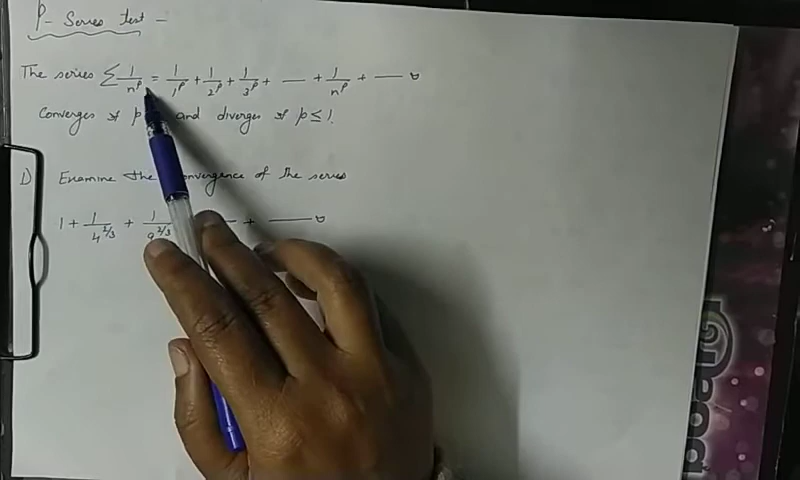 P - Series test -
The series ∑ 1/n^p = 1/1^p + 1/2^p + 1/3^p + — + 1/n^p + — ∞
Converges if p and diverges if p ≤ 1.
1) Examine the convergence of the series
1 + 1/4^(2/3) + 1/9^(2/3) + — ∞